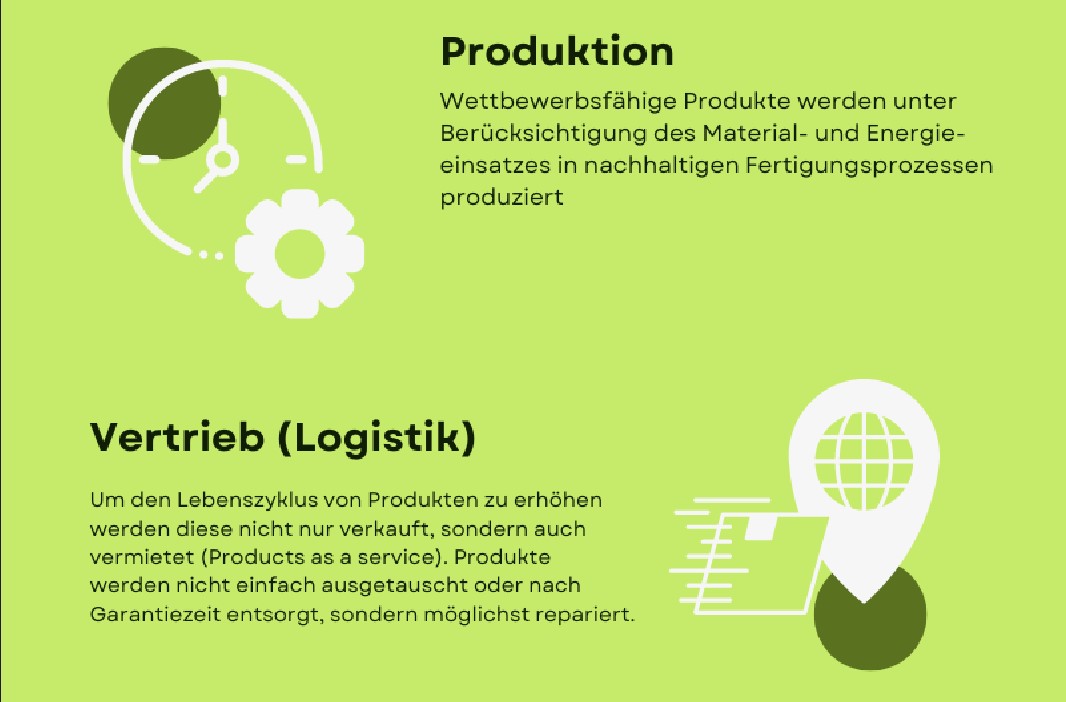 Produktion
Wettbewerbsfähige Produkte werden unter
Berücksichtigung des Material- und Energie-
einsatzes in nachhaltigen Fertigungsprozessen
produziert
Vertrieb (Logistik)
Um den Lebenszyklus von Produkten zu erhöhen
werden diese nicht nur verkauft, sondern auch
vermietet (Products as a service). Produkte
werden nicht einfach ausgetauscht oder nach
Garantiezeit entsorgt, sondern möglichst repariert.